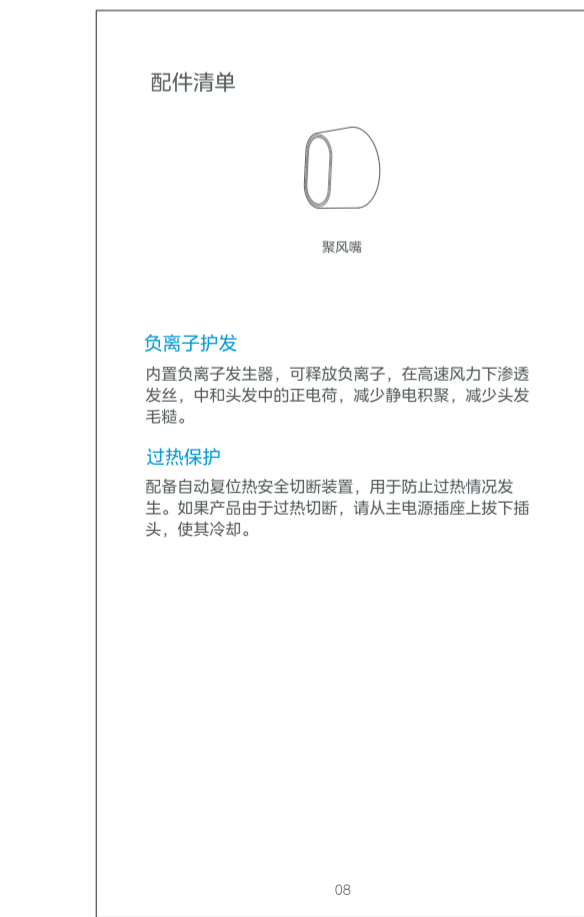 配件清单
聚风嘴
负离子护发
内置负离子发生器，可释放负离子，在高速风力下渗透
发丝，中和头发中的正电荷，减少静电积聚，减少头发
毛糙。
过热保护
配备自动复位热安全切断装置，用于防止过热情况发
生。如果产品由于过热切断，请从主电源插座上拔下插
头，使其冷却。
08